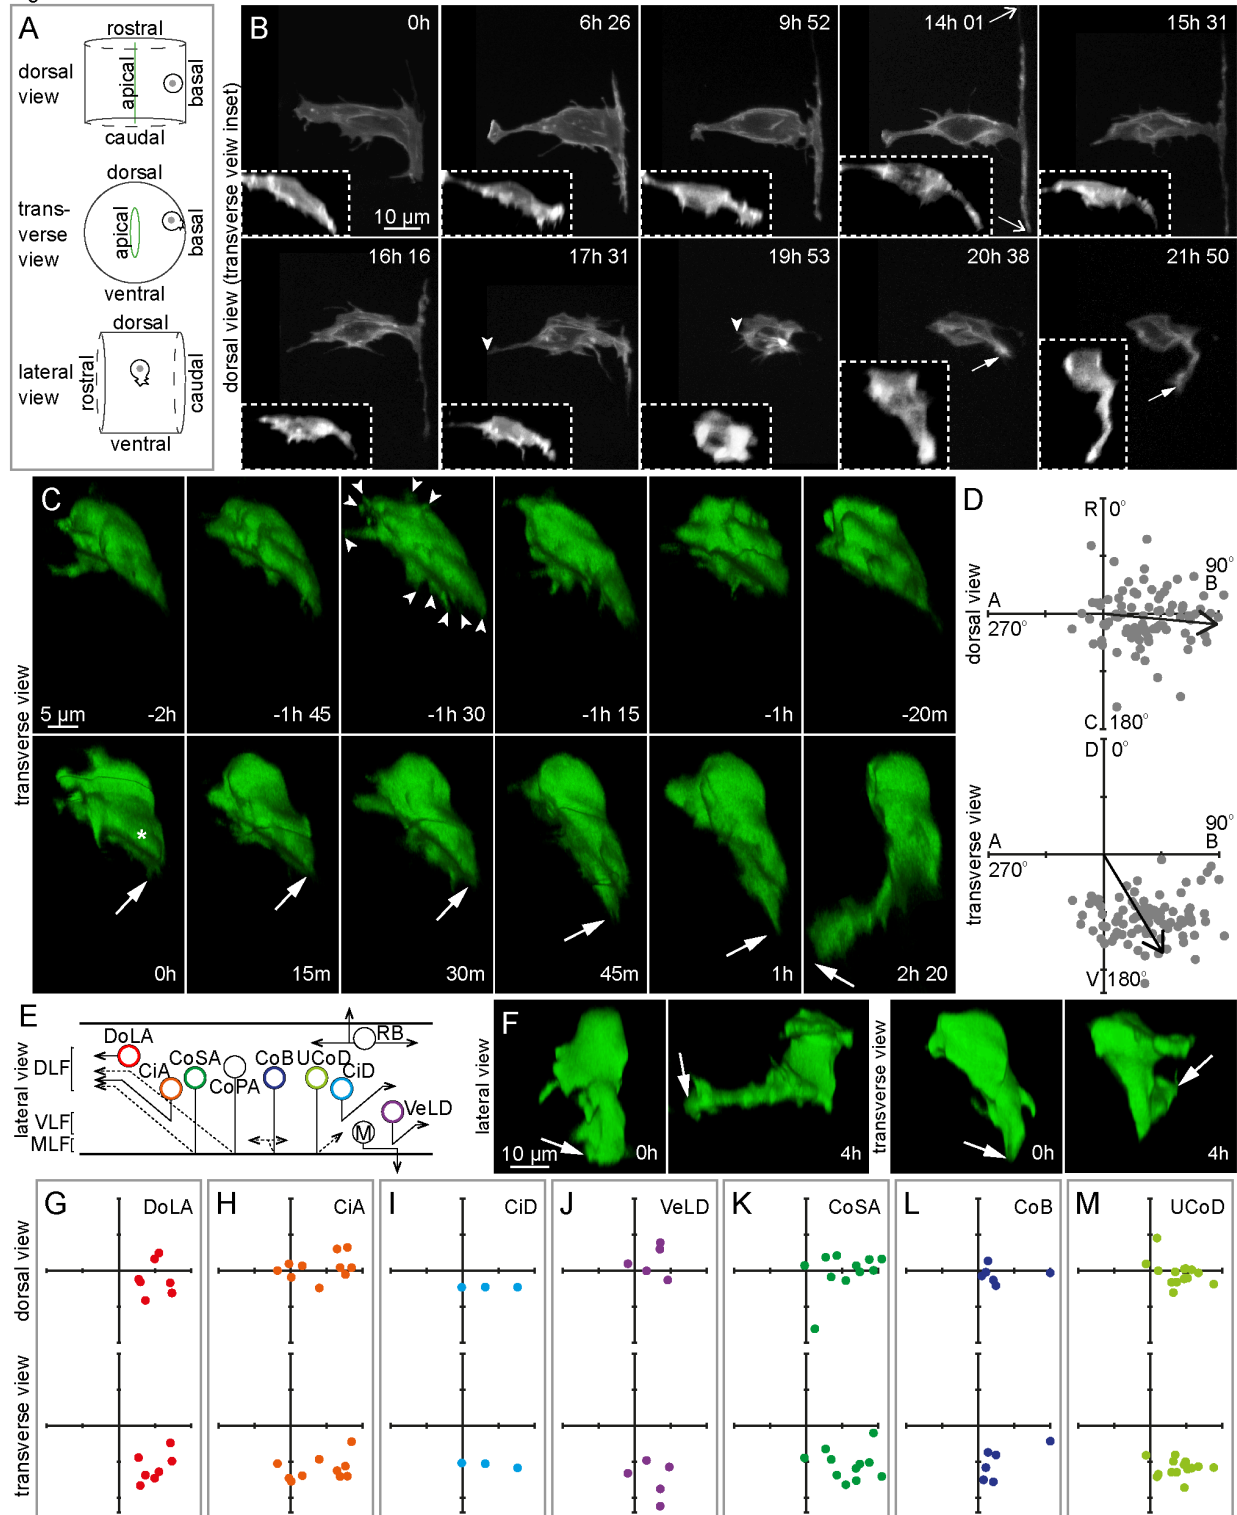 A
rostral
dorsal
view
apical
basal
caudal
dorsal
trans-
verse
view
apical
basal
ventral
dorsal
lateral
view
rostral
caudal
ventral
B
dorsal view (transverse veiw inset)
0h
6h 26
9h 52
14h 01
15h 31
10 µm
16h 16
17h 31
19h 53
20h 38
21h 50
C
transverse view
5 µm
-2h
-1h 45
-1h 30
-1h 15
-1h
-20m
*
0h
15m
30m
45m
1h
2h 20
D
dorsal view
R 0°
90°
B
A
270°
C 180°
transverse view
D 0°
90°
B
A
270°
V 180°
E
lateral view
DLF
VLF
MLF
DoLA
CiA
CoSA
CoPA
CoB
UCoD
CiD
RB
VeLD
M
F
lateral view
10 µm
0h
4h
transverse view
0h
4h
dorsal view
transverse view
G DoLA
H CiA
I CiD
J VeLD
K CoSA
L CoB
M UCoD